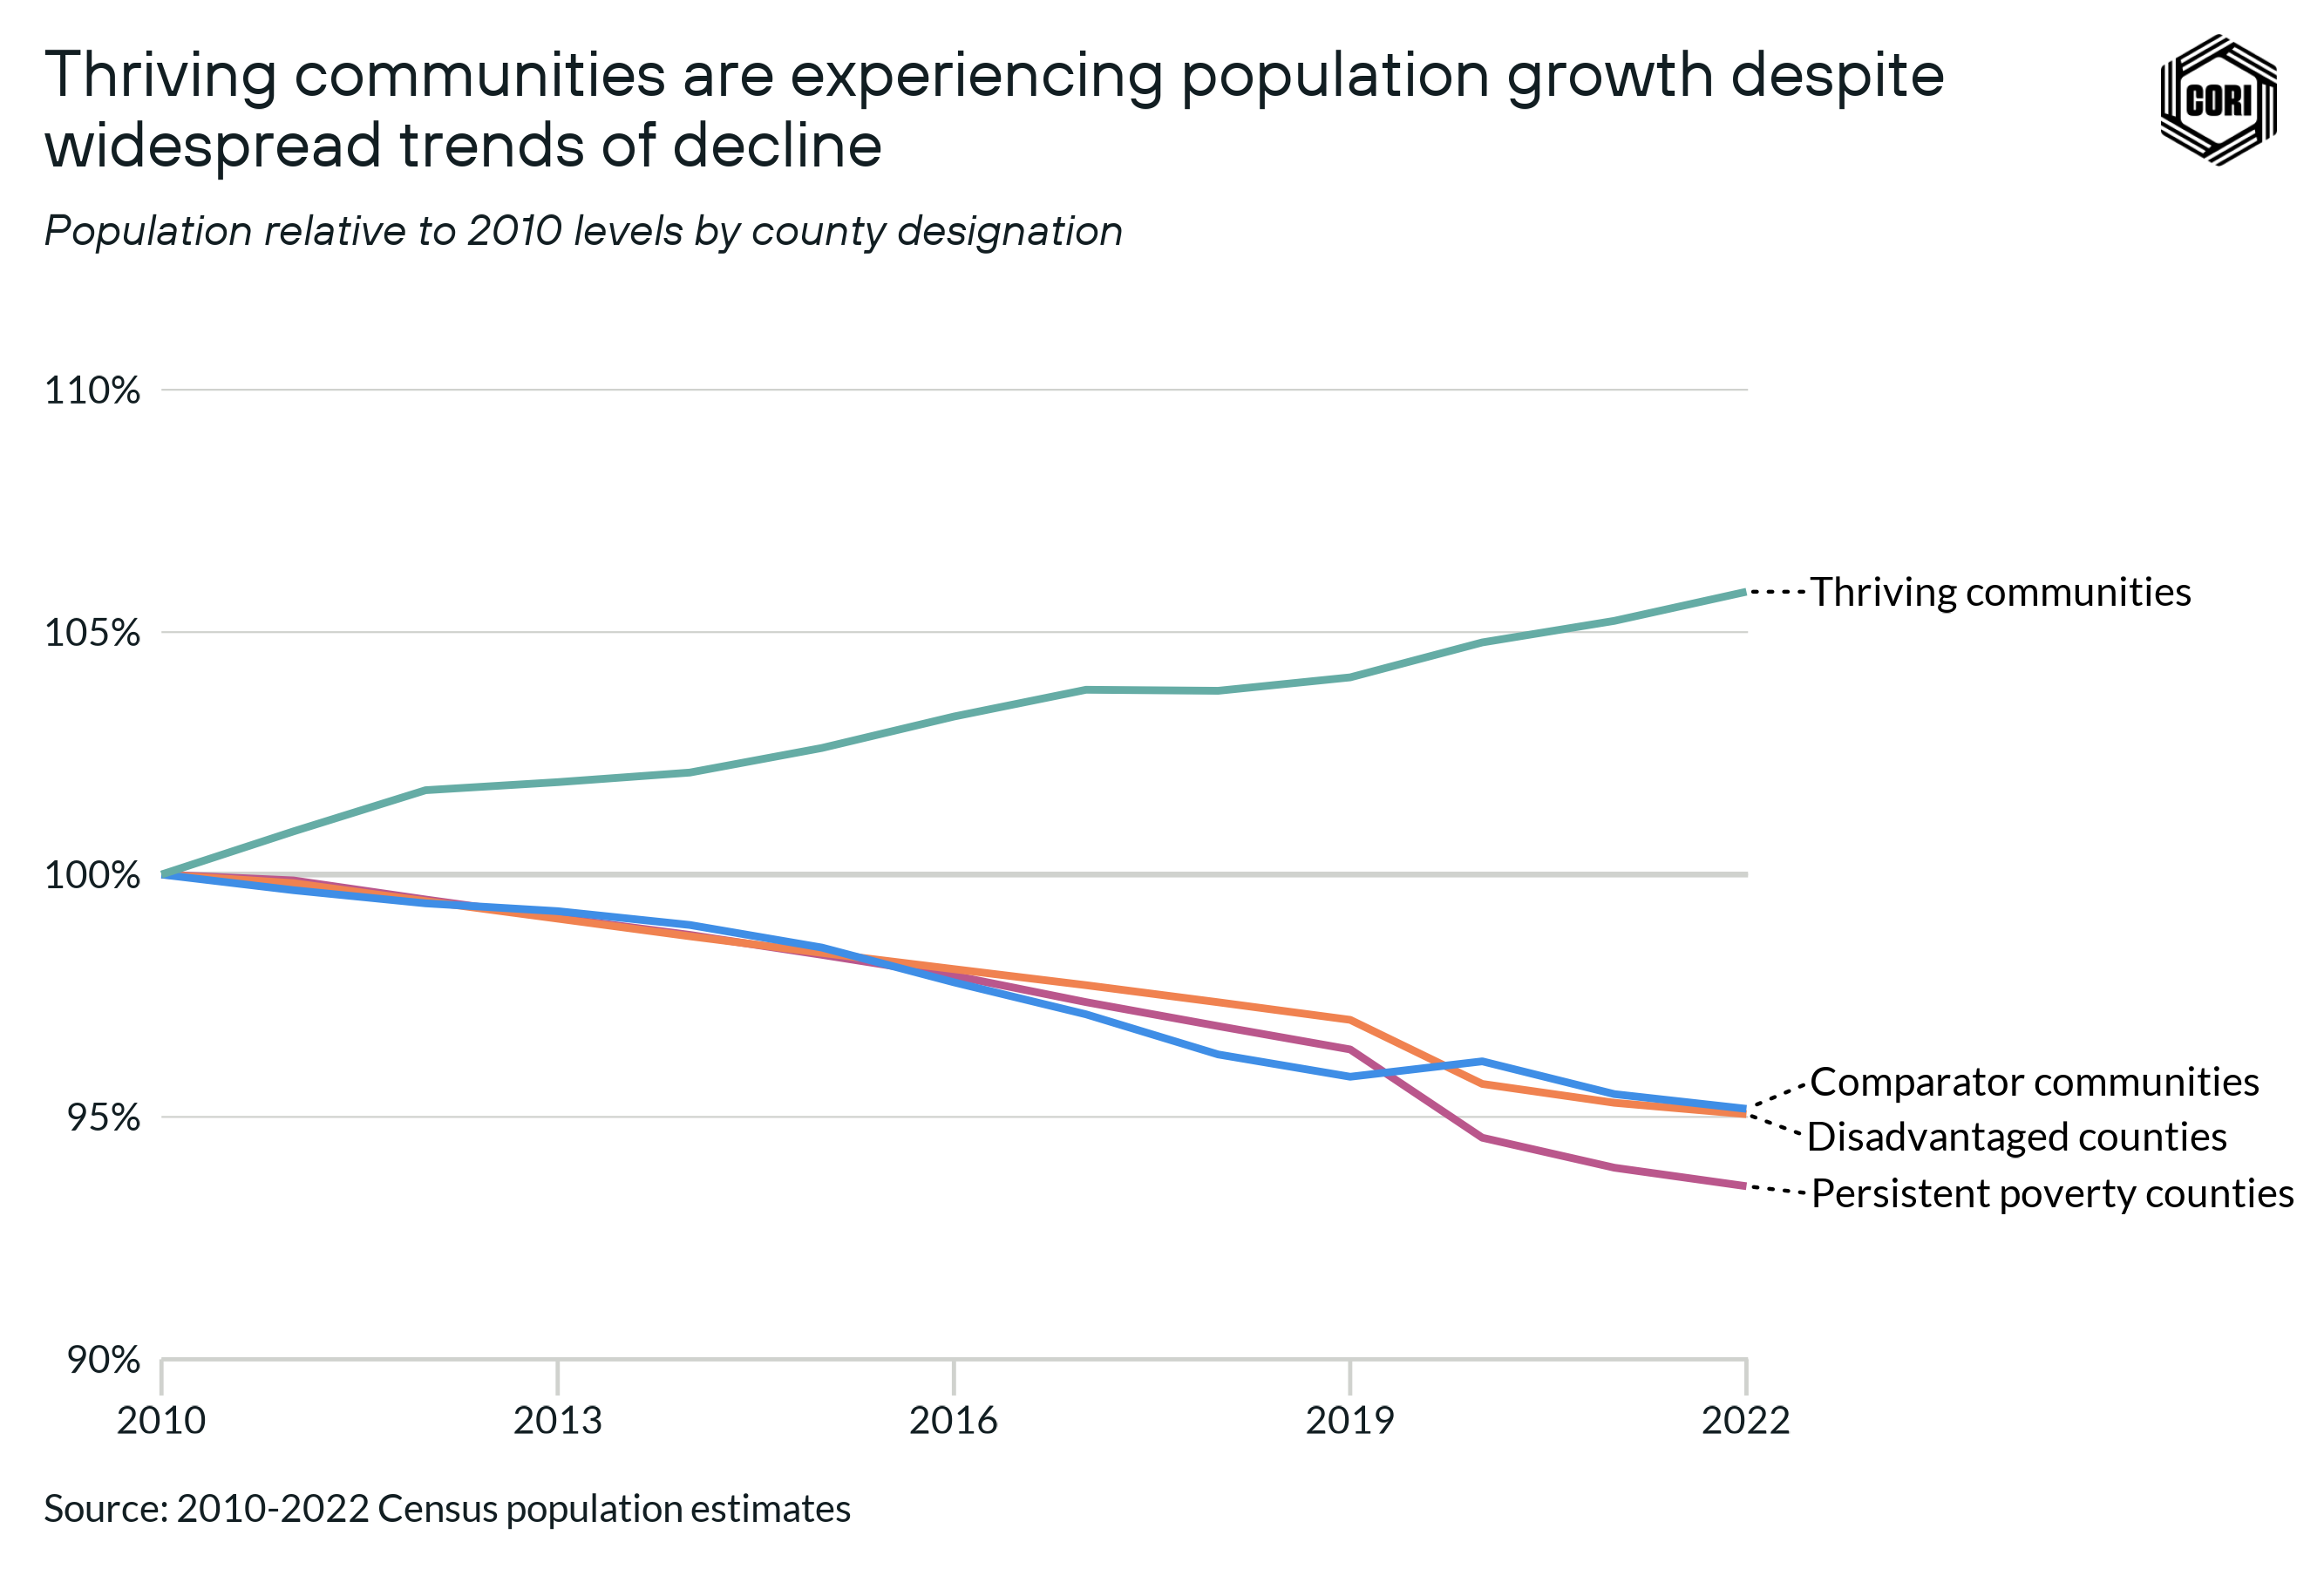 Thriving communities are experiencing population growth despite
widespread trends of decline
CORI
Population relative to 2010 levels by county designation
110%
105%
100%
95%
90%
Thriving communities
Comparator communities
Disadvantaged counties
Persistent poverty counties
2010
2013
2016
2019
2022
Source: 2010-2022 Census population estimates